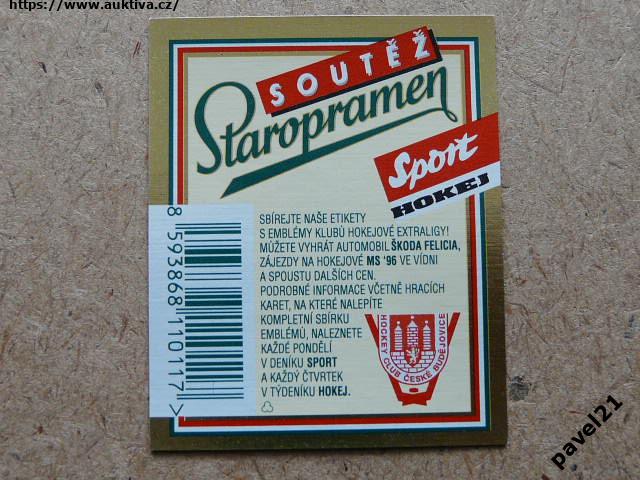 https://www.auktiva.cz/
SOUTĚŽ
Staropramen
Sport
HOKEJ
SBÍREJTE NAŠE ETIKETY
S EMBLÉMY KLUBŮ HOKEJOVÉ EXTRALIGY!
MŮŽETE VYHRÁT AUTOMOBIL ŠKODA FELICIA,
ZÁJEZDY NA HOKEJOVÉ MS '96 VE VÍDNI
A SPOUSTU DALŠÍCH CEN.
PODROBNÉ INFORMACE VČETNĚ HRACÍCH
KARET, NA KTERÉ NALEPÍTE
KOMPLETNÍ SBÍRKU
EMBLÉMŮ, NALEZNETE
KAŽDÉ PONDĚLÍ
V DENÍKU SPORT
A KAŽDÝ ČTVRTEK
V TÝDENÍKU HOKEJ.
HOCKEY CLUB ČESKÉ BUDĚJOVICE
8 593868 110117 >
pavel21